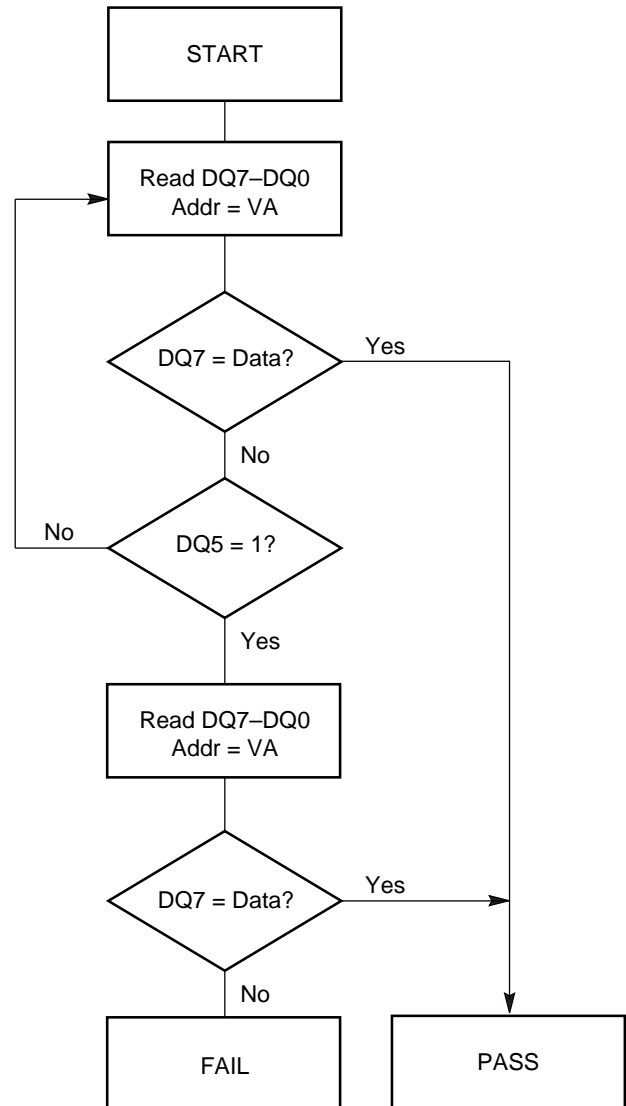 START
Read DQ7–DQ0
Addr = VA
DQ7 = Data?
Yes
No
No
DQ5 = 1?
Yes
Read DQ7–DQ0
Addr = VA
DQ7 = Data?
Yes
No
FAIL
PASS